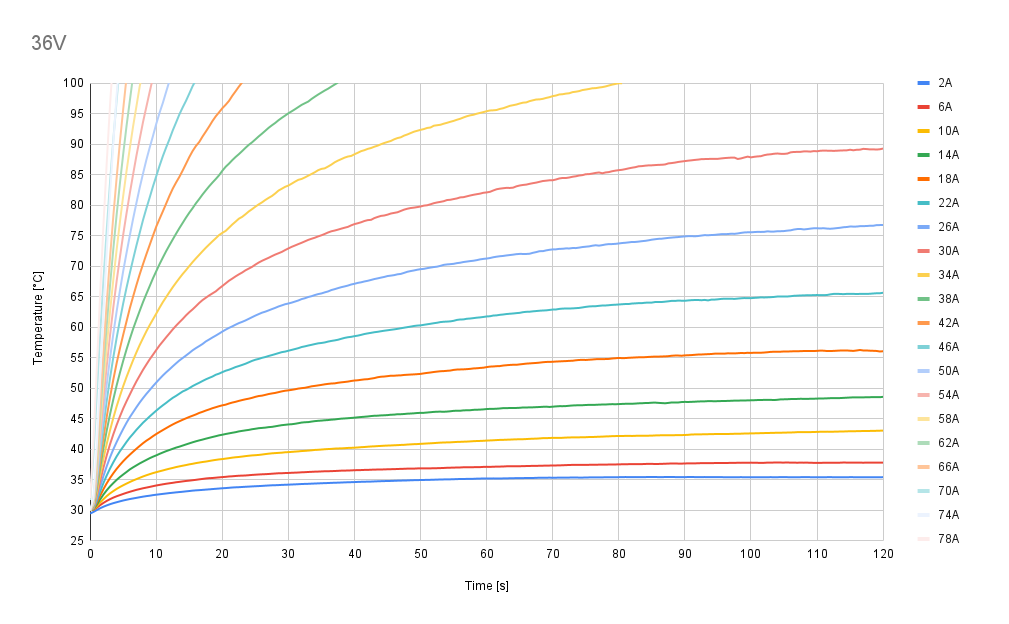 36V
Temperature [°C]
100
95
90
85
80
75
70
65
60
55
50
45
40
35
30
25
0 10 20 30 40 50 60 70 80 90 100 110 120
Time [s]
2A
6A
10A
14A
18A
22A
26A
30A
34A
38A
42A
46A
50A
54A
58A
62A
66A
70A
74A
78A